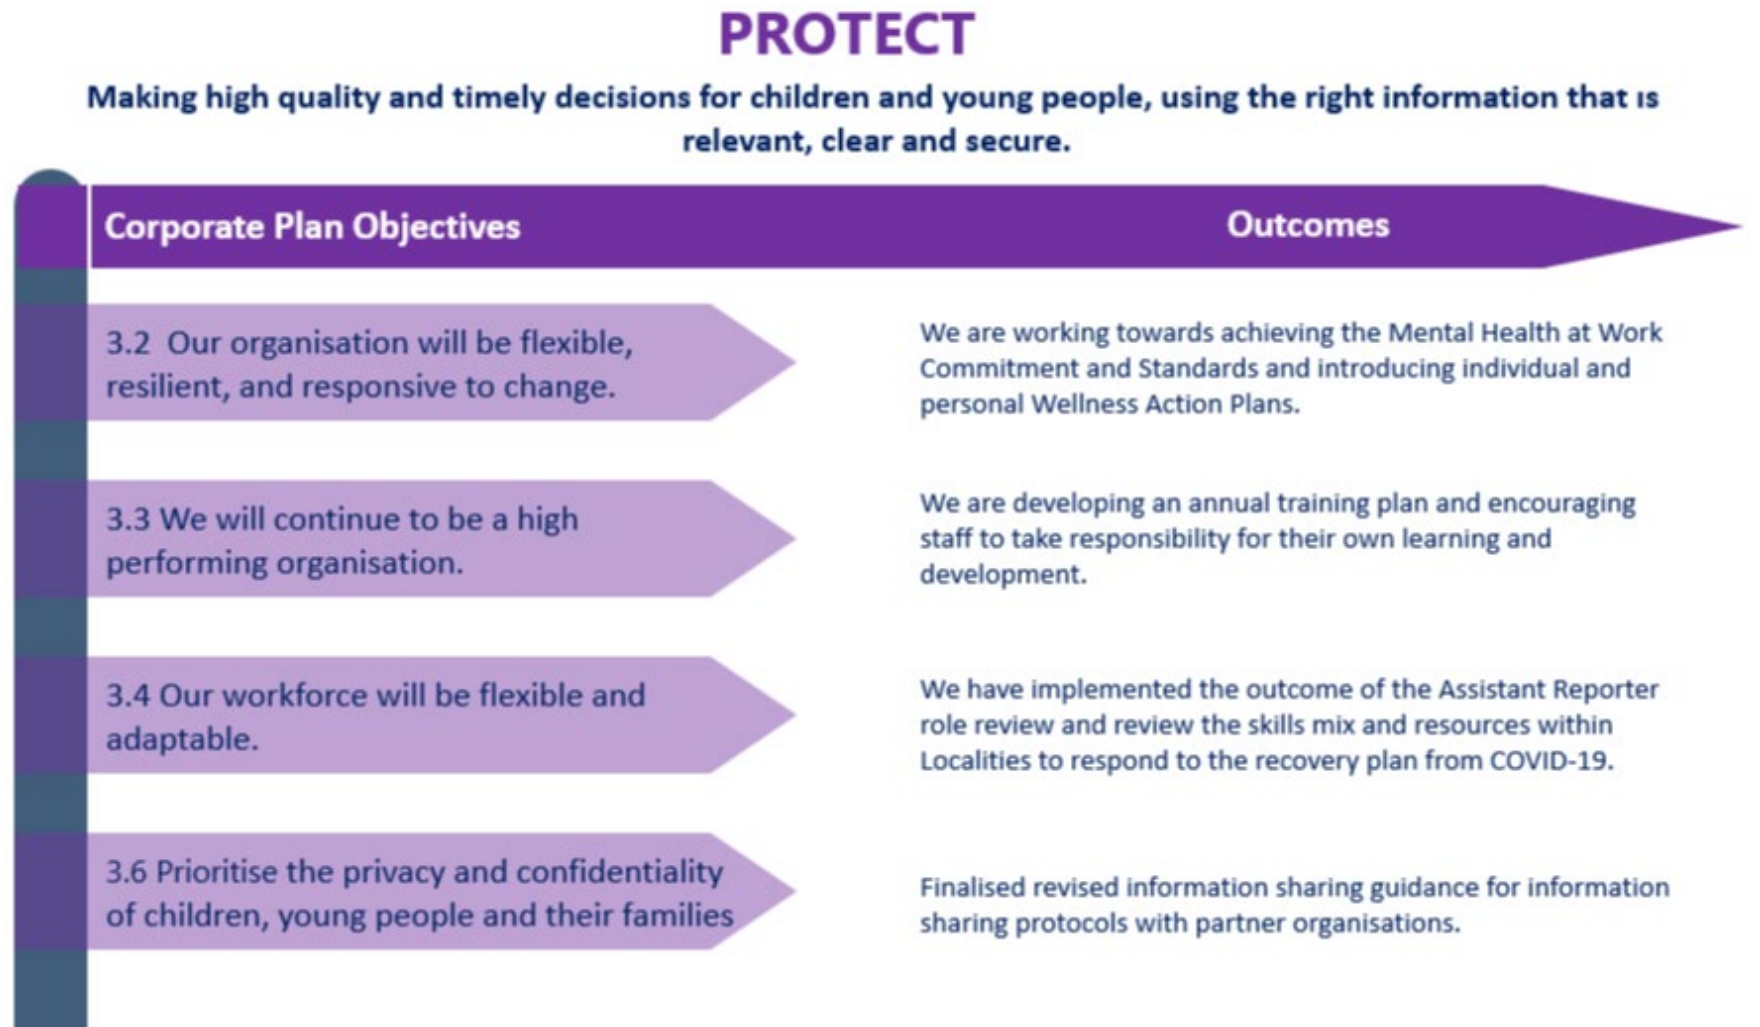 PROTECT
Making high quality and timely decisions for children and young people, using the right information that is
relevant, clear and secure.
Corporate Plan Objectives
Outcomes
3.2  Our organisation will be flexible,
resilient, and responsive to change.
We are working towards achieving the Mental Health at Work
Commitment and Standards and introducing individual and
personal Wellness Action Plans.
3.3 We will continue to be a high
performing organisation.
We are developing an annual training plan and encouraging
staff to take responsibility for their own learning and
development.
3.4 Our workforce will be flexible and
adaptable.
We have implemented the outcome of the Assistant Reporter
role review and review the skills mix and resources within
Localities to respond to the recovery plan from COVID-19.
3.6 Prioritise the privacy and confidentiality
of children, young people and their families
Finalised revised information sharing guidance for information
sharing protocols with partner organisations.